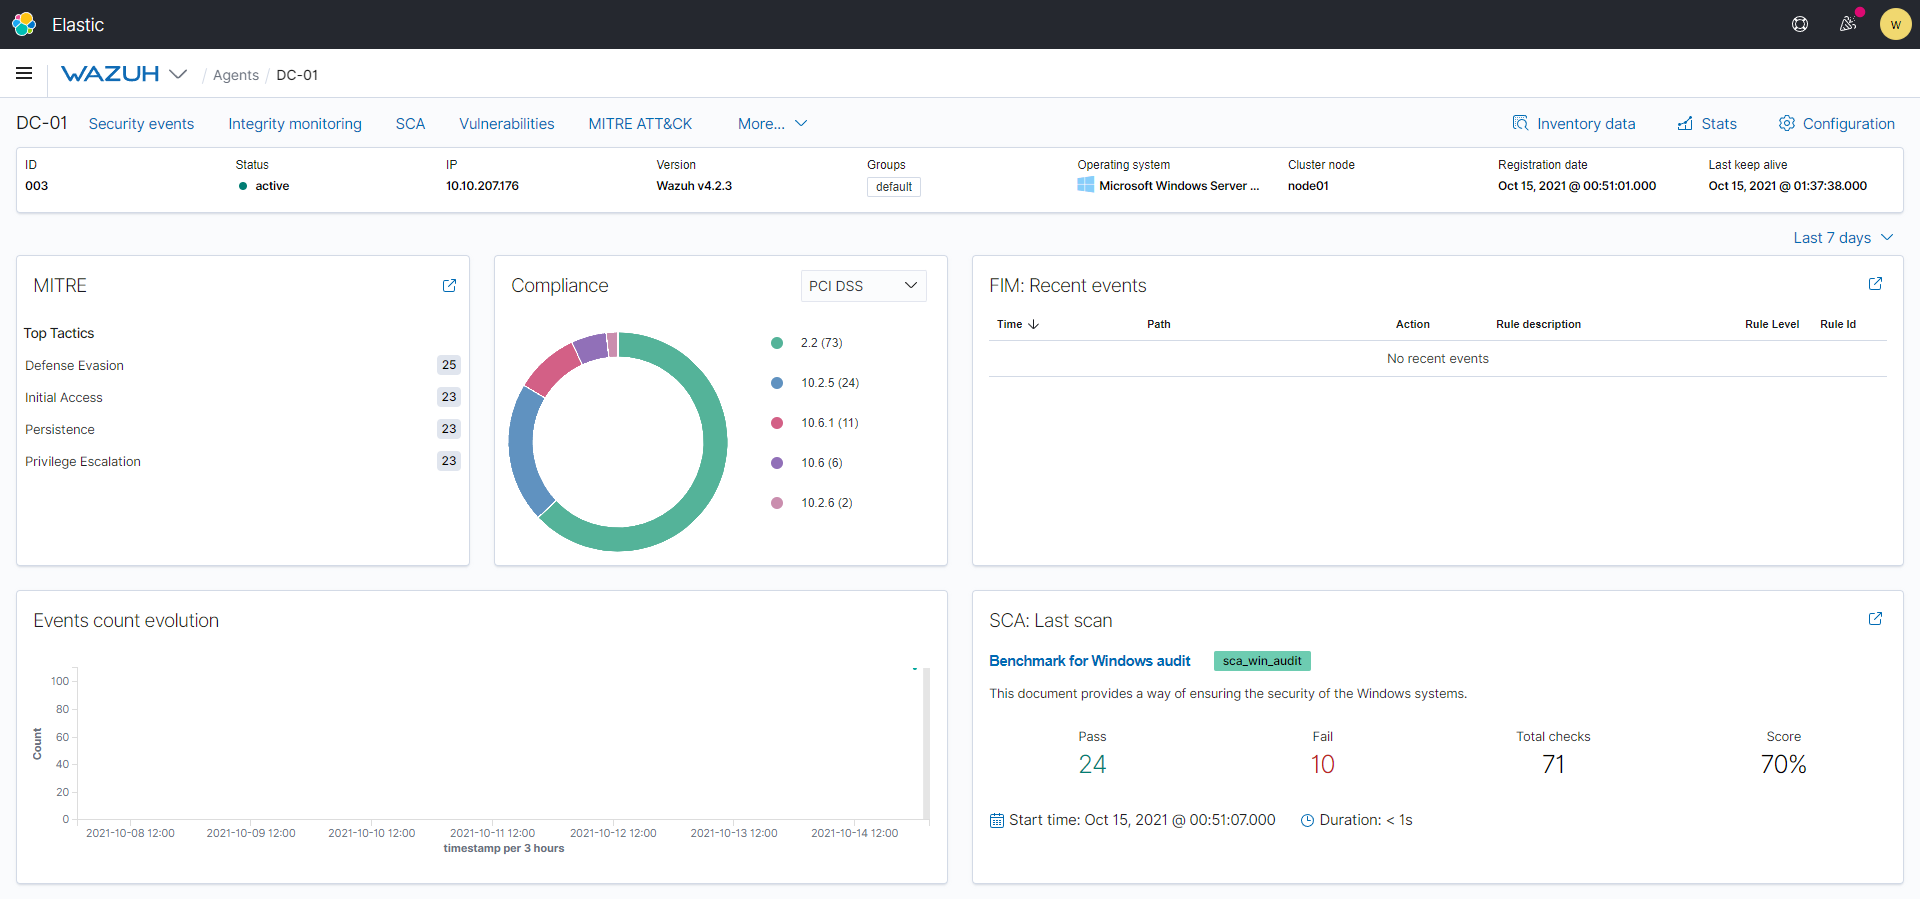 Elastic
W
WAZUH / Agents / DC-01
DC-01 Security events Integrity monitoring SCA Vulnerabilities MITRE ATT&CK More... Inventory data Stats Configuration
ID Status IP Version Groups Operating system Cluster node Registration date Last keep alive
003 active 10.10.207.176 Wazuh v4.2.3 default Microsoft Windows Server ... node01 Oct 15, 2021 @ 00:51:01.000 Oct 15, 2021 @ 01:37:38.000
Last 7 days
MITRE
Top Tactics
Defense Evasion 25
Initial Access 23
Persistence 23
Privilege Escalation 23
Compliance PCI DSS
2.2 (73)
10.2.5 (24)
10.6.1 (11)
10.6 (6)
10.2.6 (2)
FIM: Recent events
Time Path Action Rule description Rule Level Rule Id
No recent events
Events count evolution
Count
100
80
60
40
20
0
2021-10-08 12:00 2021-10-09 12:00 2021-10-10 12:00 2021-10-11 12:00 2021-10-12 12:00 2021-10-13 12:00 2021-10-14 12:00
timestamp per 3 hours
SCA: Last scan
Benchmark for Windows audit sca_win_audit
This document provides a way of ensuring the security of the Windows systems.
Pass Fail Total checks Score
24 10 71 70%
Start time: Oct 15, 2021 @ 00:51:07.000 Duration: < 1s